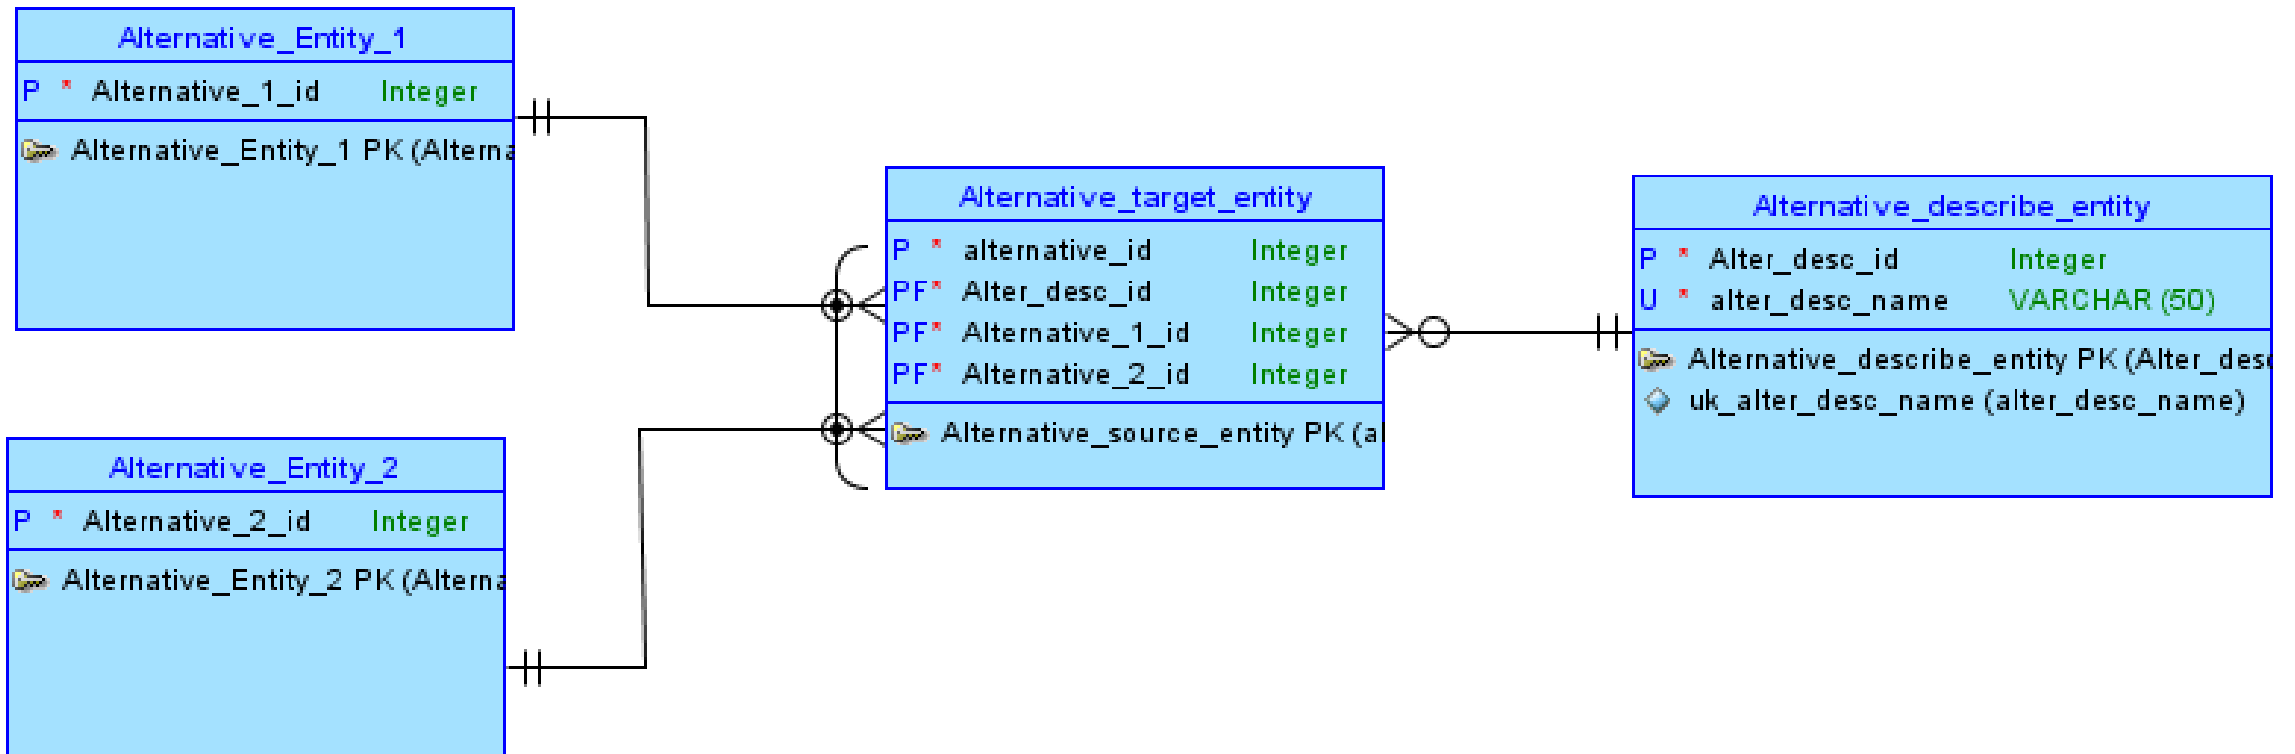 Alternative_Entity_1
P * Alternative_1_id Integer
Alternative_Entity_1 PK (Alterna
Alternative_Entity_2
P * Alternative_2_id Integer
Alternative_Entity_2 PK (Alterna
Alternative_target_entity
P * alternative_id Integer
PF* Alter_desc_id Integer
PF* Alternative_1_id Integer
PF* Alternative_2_id Integer
Alternative_source_entity PK (al
Alternative_describe_entity
P * Alter_desc_id Integer
U * alter_desc_name VARCHAR (50)
Alternative_describe_entity PK (Alter_desc
uk_alter_desc_name (alter_desc_name)